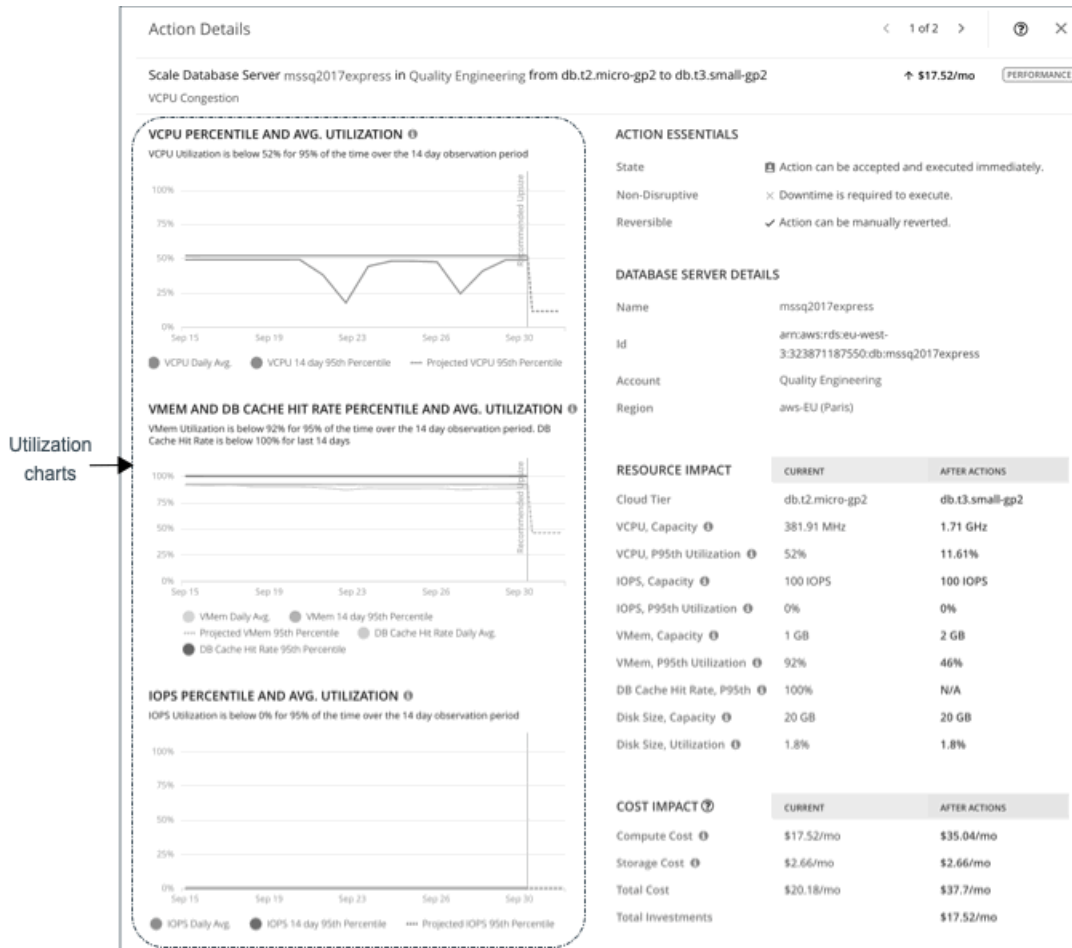 Action Details
1 of 2
Scale Database Server mssq2017express in Quality Engineering from db.t2.micro-gp2 to db.t3.small-gp2
↑ $17.52/mo
PERFORMANCE
VCPU Congestion
Utilization
charts
VCPU PERCENTILE AND AVG. UTILIZATION
VCPU Utilization is below 52% for 95% of the time over the 14 day observation period
100%
50%
25%
0%
Recommended Upsize
Sep 15 Sep 19 Sep 23 Sep 26 Sep 30
VCPU Daily Avg. VCPU 14 day 95th Percentile Projected VCPU 95th Percentile
VMEM AND DB CACHE HIT RATE PERCENTILE AND AVG. UTILIZATION
VMem Utilization is below 92% for 95% of the time over the 14 day observation period. DB
Cache Hit Rate is below 100% for last 14 days
100%
75%
50%
25%
0%
Recommended Upsize
Sep 15 Sep 19 Sep 23 Sep 26 Sep 30
VMem Daily Avg. VMem 14 day 95th Percentile
Projected VMem 95th Percentile DB Cache Hit Rate Daily Avg.
DB Cache Hit Rate 95th Percentile
IOPS PERCENTILE AND AVG. UTILIZATION
IOPS Utilization is below 0% for 95% of the time over the 14 day observation period
100%
75%
50%
25%
0%
Sep 15 Sep 19 Sep 23 Sep 26 Sep 30
IOPS Daily Avg. IOPS 14 day 95th Percentile Projected IOPS 95th Percentile
ACTION ESSENTIALS
State Action can be accepted and executed immediately.
Non-Disruptive Downtime is required to execute.
Reversible Action can be manually reverted.
DATABASE SERVER DETAILS
Name mssq2017express
Id arn:aws:rds:eu-west-
3:323871187550:db:mssq2017express
Account Quality Engineering
Region aws-EU (Paris)
RESOURCE IMPACT CURRENT AFTER ACTIONS
Cloud Tier db.t2.micro-gp2 db.t3.small-gp2
VCPU, Capacity 381.91 MHz 1.71 GHz
VCPU, P95th Utilization 52% 11.61%
IOPS, Capacity 100 IOPS 100 IOPS
IOPS, P95th Utilization 0% 0%
VMem, Capacity 1 GB 2 GB
VMem, P95th Utilization 92% 46%
DB Cache Hit Rate, P95th 100% N/A
Disk Size, Capacity 20 GB 20 GB
Disk Size, Utilization 1.8% 1.8%
COST IMPACT CURRENT AFTER ACTIONS
Compute Cost $17.52/mo $35.04/mo
Storage Cost $2.66/mo $2.66/mo
Total Cost $20.18/mo $37.7/mo
Total Investments $17.52/mo